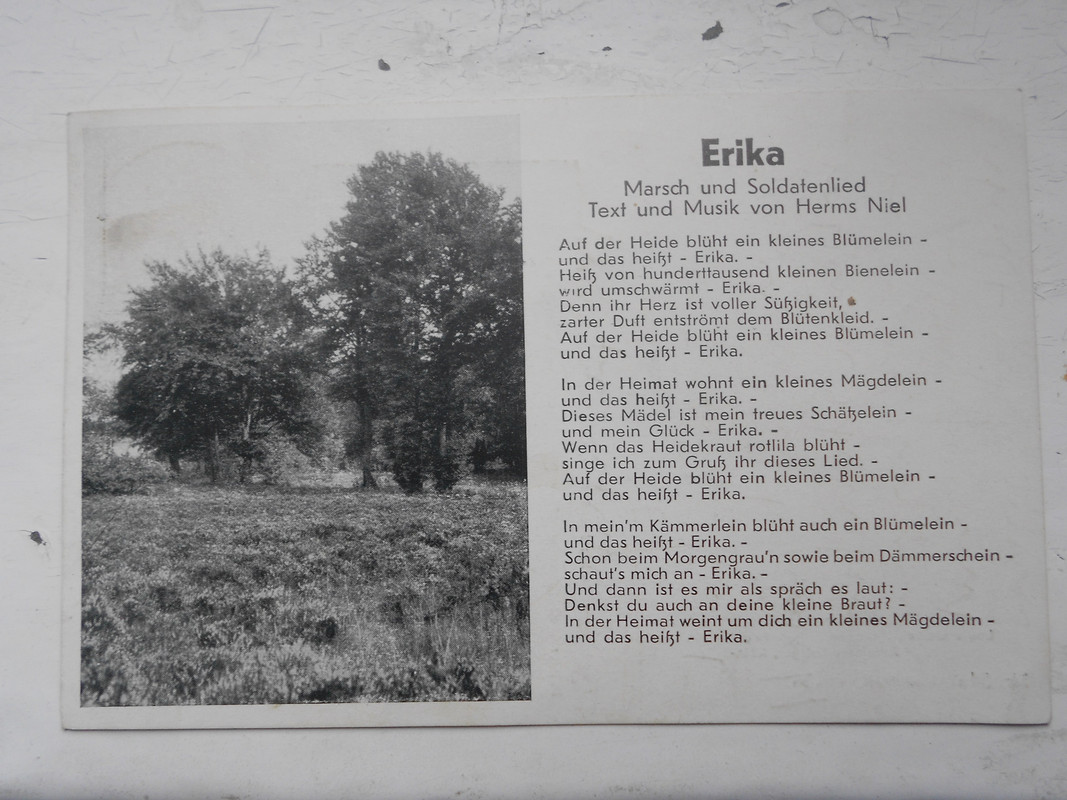 Erika
Marsch und Soldatenlied
Text und Musik von Herms Niel
Auf der Heide blüht ein kleines Blümelein -
und das heißt - Erika. -
Heiß von hunderttausend kleinen Bienelein -
wird umschwärmt - Erika. -
Denn ihr Herz ist voller Süßigkeit,
zarter Duft entströmt dem Blütenkleid. -
Auf der Heide blüht ein kleines Blümelein -
und das heißt - Erika.
In der Heimat wohnt ein kleines Mägdelein -
und das heißt - Erika. -
Dieses Mädel ist mein treues Schätzelein -
und mein Glück - Erika. -
Wenn das Heidekraut rotlila blüht -
singe ich zum Gruß ihr dieses Lied. -
Auf der Heide blüht ein kleines Blümelein -
und das heißt - Erika.
In mein'm Kämmerlein blüht auch ein Blümelein -
und das heißt - Erika. -
Schon beim Morgengrau'n sowie beim Dämmerschein -
schaut's mich an - Erika. -
Und dann ist es mir als spräch es laut: -
Denkst du auch an deine kleine Braut? -
In der Heimat weint um dich ein kleines Mägdelein -
und das heißt - Erika.